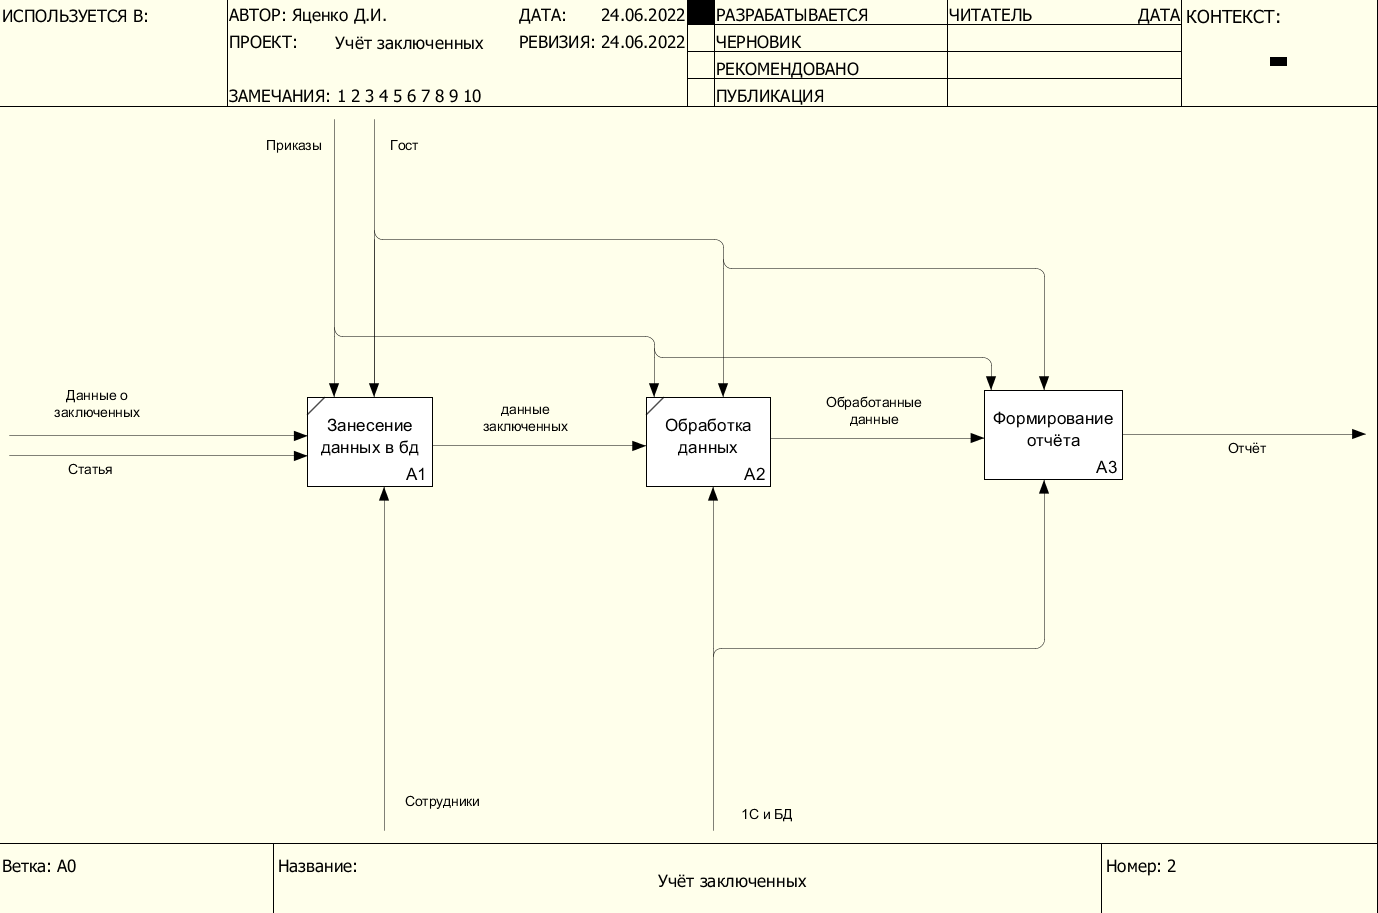 ИСПОЛЬЗУЕТСЯ В:
АВТОР: Яценко Д.И.
ДАТА: 24.06.2022
ПРОЕКТ: Учёт заключенных
РЕВИЗИЯ: 24.06.2022
ЗАМЕЧАНИЯ: 1 2 3 4 5 6 7 8 9 10
РАЗРАБАТЫВАЕТСЯ
ЧЕРНОВИК
РЕКОМЕНДОВАНО
ПУБЛИКАЦИЯ
ЧИТАТЕЛЬ
ДАТА
КОНТЕКСТ:
Приказы
Гост
Данные о
заключенных
Статья
Занесение
данных в бд
A1
данные
заключенных
Обработка
данных
A2
Обработанные
данные
Формирование
отчёта
A3
Отчёт
Сотрудники
1С и БД
Ветка: A0
Название:
Учёт заключенных
Номер: 2